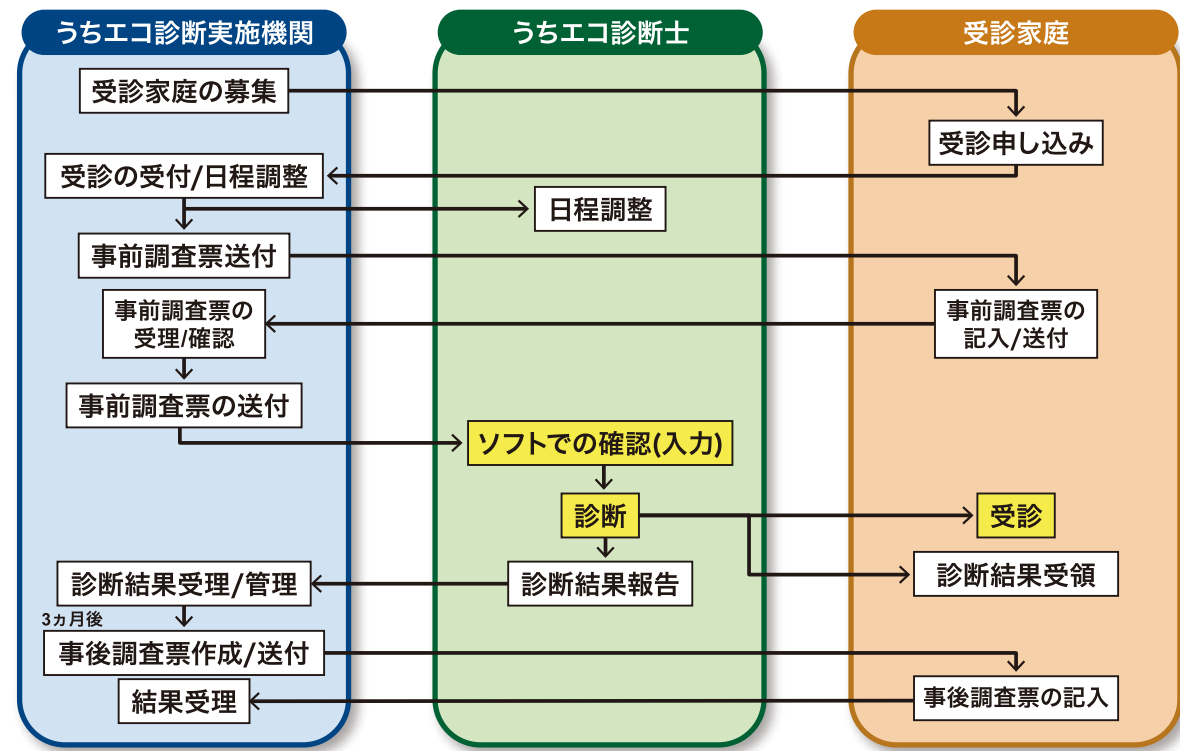 うちエコ診断実施機関
うちエコ診断士
受診家庭
受診家庭の募集
受診申し込み
受診の受付/日程調整
日程調整
事前調査票送付
事前調査票の
記入/送付
事前調査票の
受理/確認
事前調査票の送付
ソフトでの確認(入力)
診断
受診
診断結果受領
診断結果報告
診断結果受理/管理
3ヵ月後
事後調査票作成/送付
事後調査票の記入
結果受理